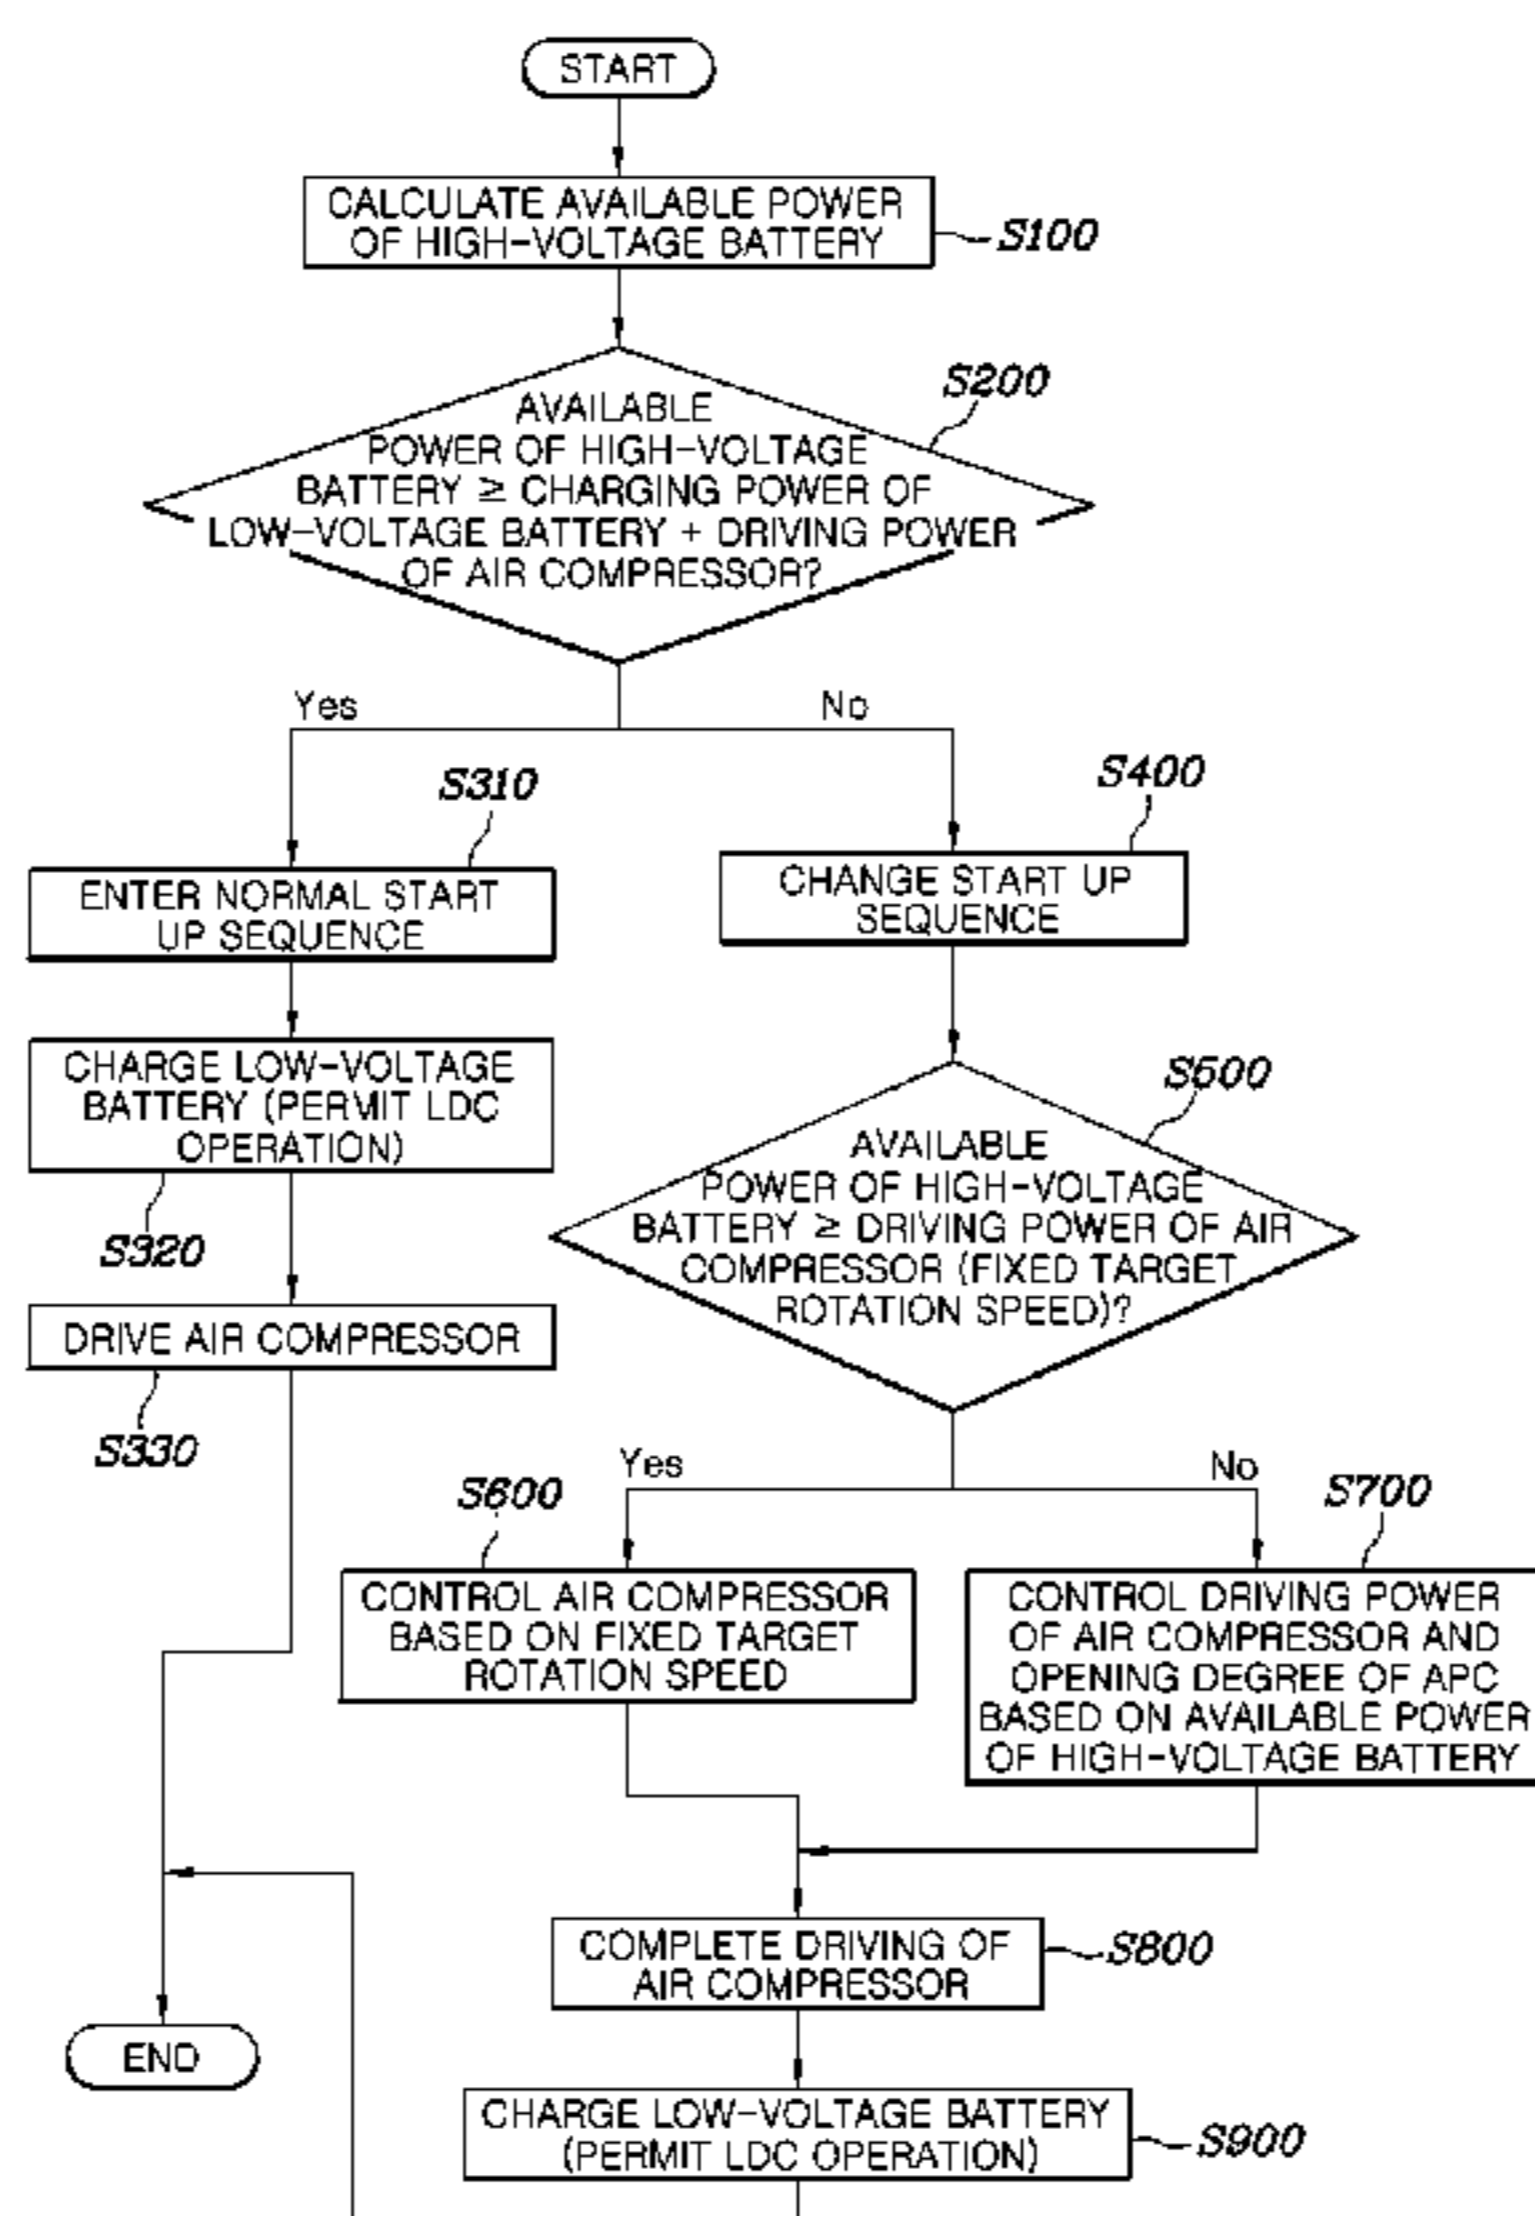 START
CALCULATE AVAILABLE POWER
OF HIGH-VOLTAGE BATTERY
S100
S200
AVAILABLE
POWER OF HIGH-VOLTAGE
BATTERY ≥ CHARGING POWER OF
LOW-VOLTAGE BATTERY + DRIVING POWER
OF AIR COMPRESSOR?
Yes
No
S310
ENTER NORMAL START
UP SEQUENCE
S400
CHANGE START UP
SEQUENCE
CHARGE LOW-VOLTAGE
BATTERY (PERMIT LDC
OPERATION)
S320
S500
AVAILABLE
POWER OF HIGH-VOLTAGE
BATTERY ≥ DRIVING POWER OF AIR
COMPRESSOR (FIXED TARGET
ROTATION SPEED)?
DRIVE AIR COMPRESSOR
S330
Yes
No
S600
CONTROL AIR COMPRESSOR
BASED ON FIXED TARGET
ROTATION SPEED
S700
CONTROL DRIVING POWER
OF AIR COMPRESSOR AND
OPENING DEGREE OF APC
BASED ON AVAILABLE POWER
OF HIGH-VOLTAGE BATTERY
COMPLETE DRIVING OF
AIR COMPRESSOR
S800
END
CHARGE LOW-VOLTAGE BATTERY
(PERMIT LDC OPERATION)
S900